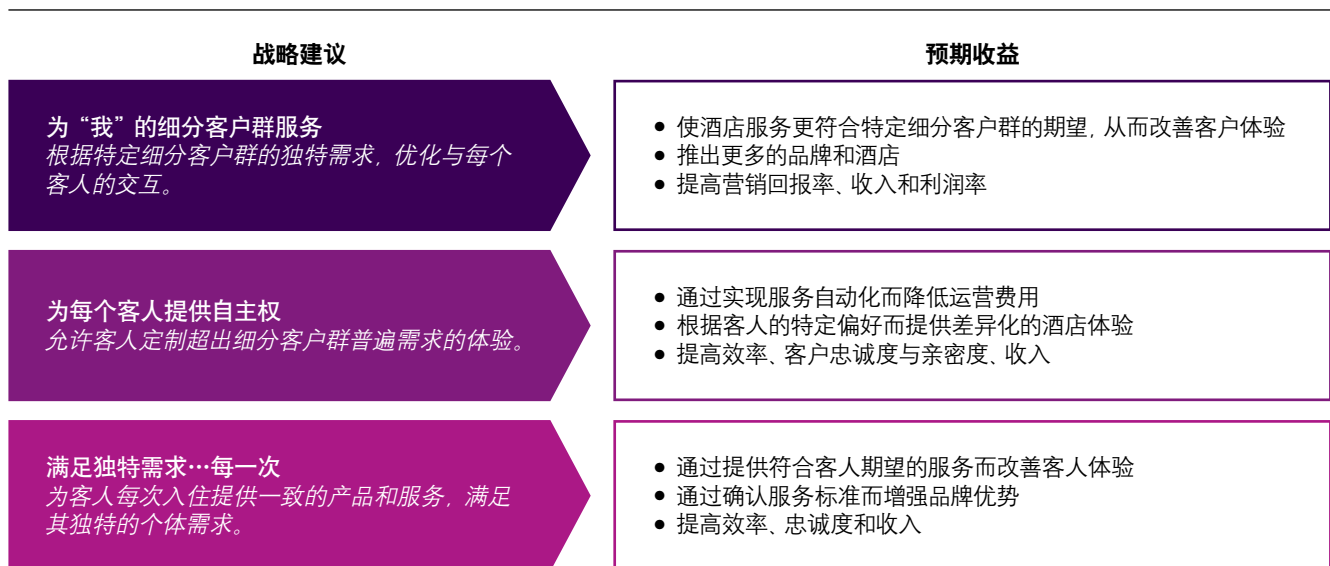 战略建议
预期收益
为“我”的细分客户群服务
根据特定细分客户群的独特需求，优化与每个
客人的交互。
● 使酒店服务更符合特定细分客户群的期望，从而改善客户体验
● 推出更多的品牌和酒店
● 提高营销回报率、收入和利润率
为每个客人提供自主权
允许客人定制超出细分客户群普遍需求的体验。
● 通过实现服务自动化而降低运营费用
● 根据客人的特定偏好而提供差异化的酒店体验
● 提高效率、客户忠诚度与亲密度、收入
满足独特需求…每一次
为客人每次入住提供一致的产品和服务，满足
其独特的个体需求。
● 通过提供符合客人期望的服务而改善客人体验
● 通过确认服务标准而增强品牌优势
● 提高效率、忠诚度和收入